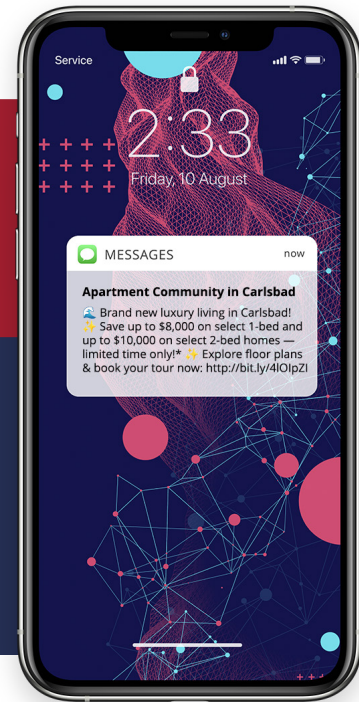 Service
2:33
Friday, 10 August
MESSAGES
now
Apartment Community in Carlsbad
🌊 Brand new luxury living in Carlsbad!
✨ Save up to $8,000 on select 1-bed and
up to $10,000 on select 2-bed homes —
limited time only!* ✨ Explore floor plans
& book your tour now: http://bit.ly/4lOIpZI